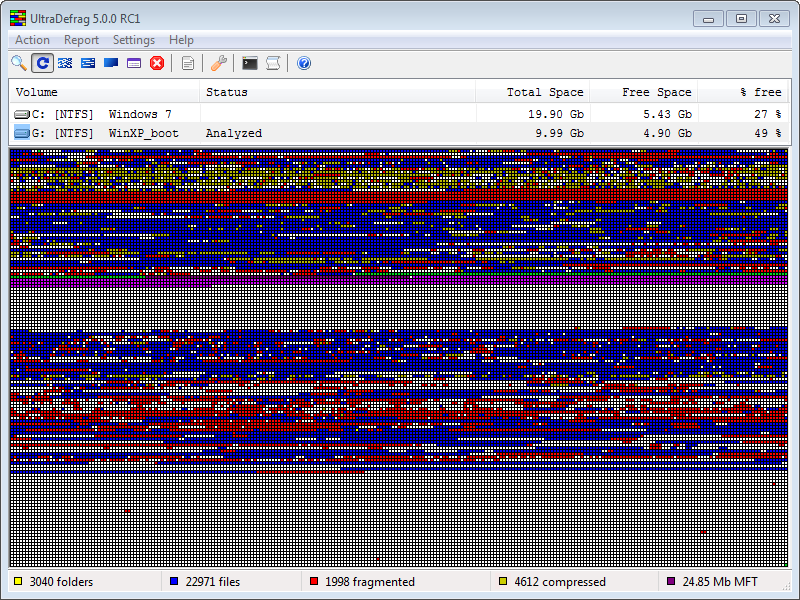 UltraDefrag 5.0.0 RC1
Action Report Settings Help
Volume Status Total Space Free Space % free
C: [NTFS] Windows 7 19.90 Gb 5.43 Gb 27 %
G: [NTFS] WinXP_boot Analyzed 9.99 Gb 4.90 Gb 49 %
3040 folders 22971 files 1998 fragmented 4612 compressed 24.85 Mb MFT